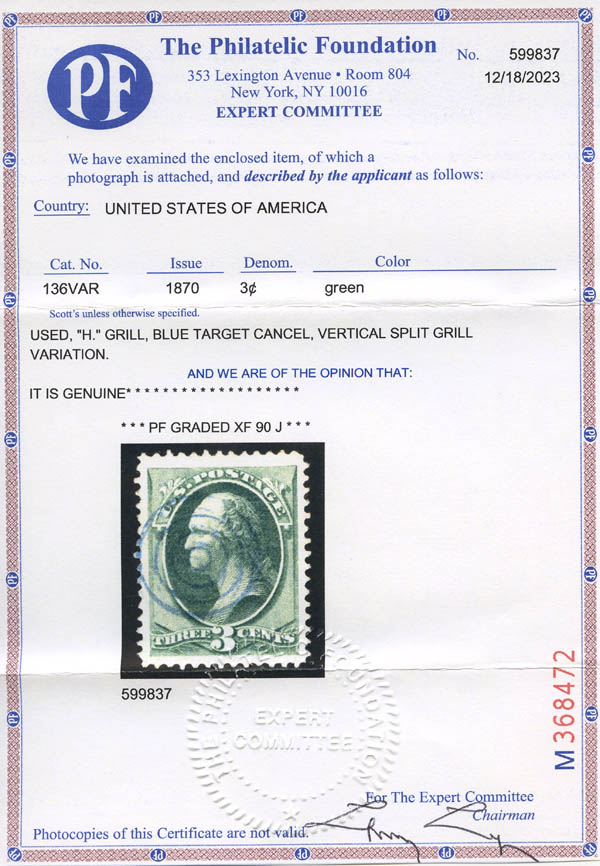 PF
The Philatelic Foundation
353 Lexington Avenue • Room 804
New York, NY 10016
EXPERT COMMITTEE
No. 599837
12/18/2023
We have examined the enclosed item, of which a
photograph is attached, and described by the applicant as follows:
Country: UNITED STATES OF AMERICA
Cat. No. Issue Denom. Color
136VAR 1870 3¢ green
Scott's unless otherwise specified.
USED, "H." GRILL, BLUE TARGET CANCEL, VERTICAL SPLIT GRILL
VARIATION.
AND WE ARE OF THE OPINION THAT:
IT IS GENUINE* * * * * * * * * * * * * * * * * * *
* * * PF GRADED XF 90 J * * *
U.S. POSTAGE
THREE 3 CENTS
599837
THE PHILATELIC FOUNDATION
EXPERT
COMMITTEE
M 368472
For The Expert Committee
Chairman
Photocopies of this Certificate are not valid.